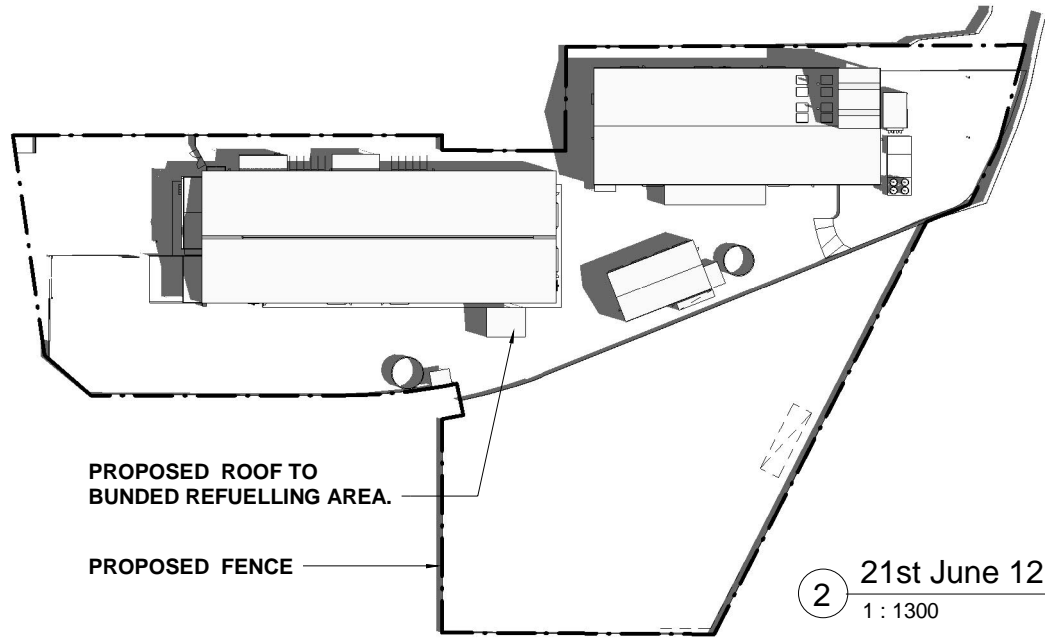 PROPOSED ROOF TO
BUNDED REFUELLING AREA.
PROPOSED FENCE
2
21st June 12
1 : 1300